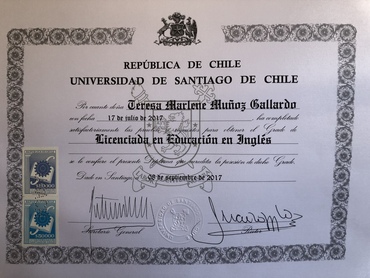 REPÚBLICA DE CHILE
UNIVERSIDAD DE SANTIAGO DE CHILE
Por cuanto don Teresa Marlene Muñoz Gallardo
con fecha 17 de julio de 2017 ha completado
satisfactoriamente las pruebas y requisitos para obtener el Grado de
Licenciada en Educación en Inglés
se le confiere el presente Diploma que acredita la posesión de dicho Grado.
Dado en Santiago a 08 de septiembre de 2017
Secretario General
Rector